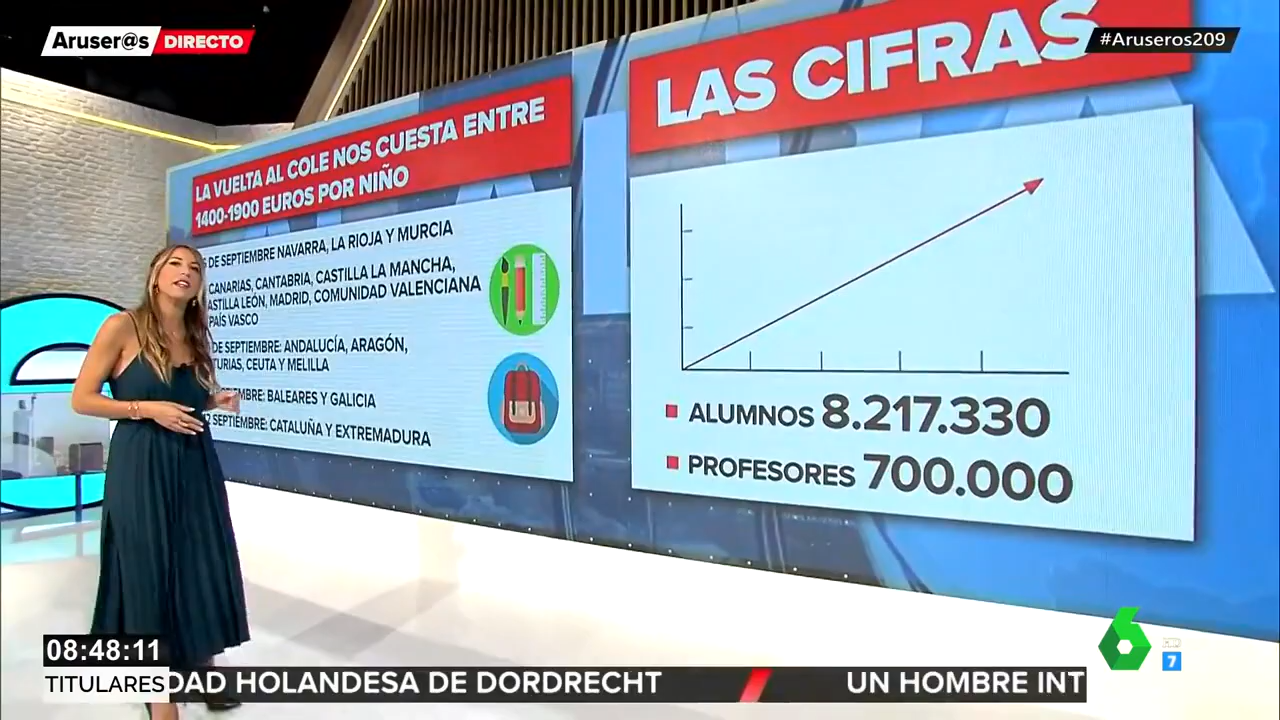 Aruser@s DIRECTO
#Aruseros209
LAS CIFRAS
LA VUELTA AL COLE NOS CUESTA ENTRE
1400-1900 EUROS POR NIÑO
DE SEPTIEMBRE NAVARRA, LA RIOJA Y MURCIA
CANARIAS, CANTABRIA, CASTILLA LA MANCHA,
ASTILLA LEÓN, MADRID, COMUNIDAD VALENCIANA
PAÍS VASCO
DE SEPTIEMBRE: ANDALUCÍA, ARAGÓN,
TURIAS, CEUTA Y MELILLA
EMBRE: BALEARES Y GALICIA
2 SEPTIEMBRE: CATALUÑA Y EXTREMADURA
ALUMNOS 8.217.330
PROFESORES 700.000
08:48:11
6
7
TITULARES DAD HOLANDESA DE DORDRECHT UN HOMBRE INT